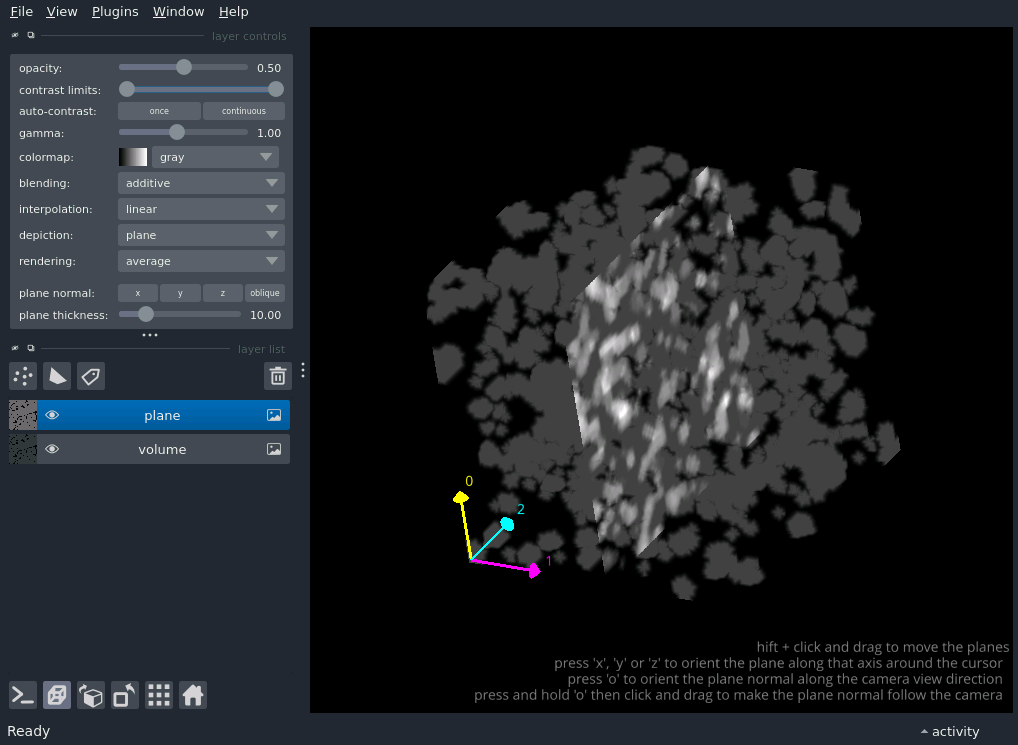 File View Plugins Window Help
layer controls
opacity: 0.50
contrast limits:
auto-contrast: once continuous
gamma: 1.00
colormap: gray
blending: additive
interpolation: linear
depiction: plane
rendering: average
plane normal: x y z oblique
plane thickness: 10.00
layer list
plane
volume
0
2
1
hift + click and drag to move the planes
press 'x', 'y' or 'z' to orient the plane along that axis around the cursor
press 'o' to orient the plane normal along the camera view direction
press and hold 'o' then click and drag to make the plane normal follow the camera
Ready activity